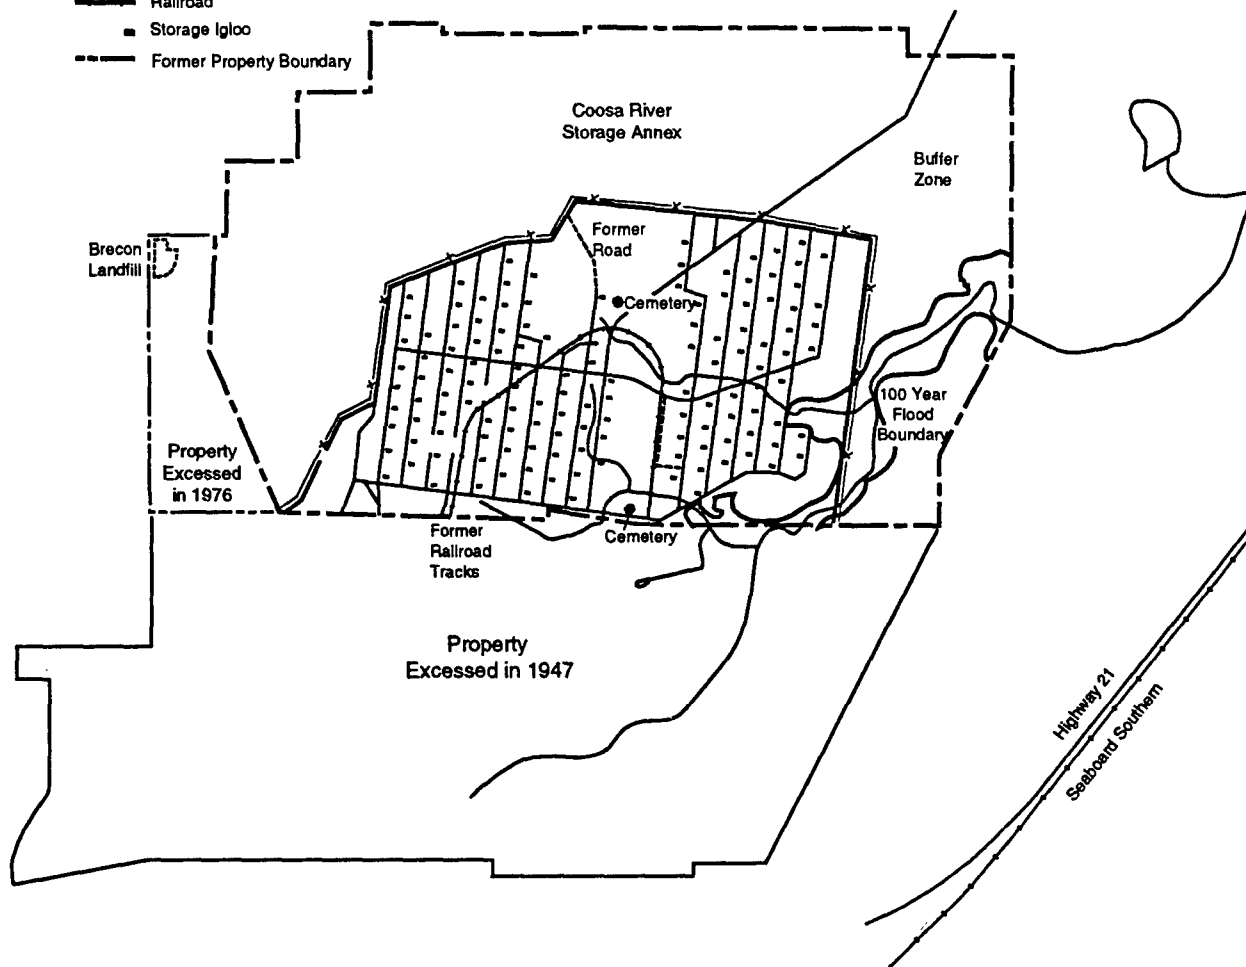 Railroad
Storage Igloo
Former Property Boundary
Coosa River
Storage Annex
Buffer
Zone
Brecon
Landfill
Former
Road
Cemetery
100 Year
Flood
Boundary
Property
Excessed
in 1976
Former
Railroad
Tracks
Cemetery
Property
Excessed in 1947
Highway 21
Seaboard Southern